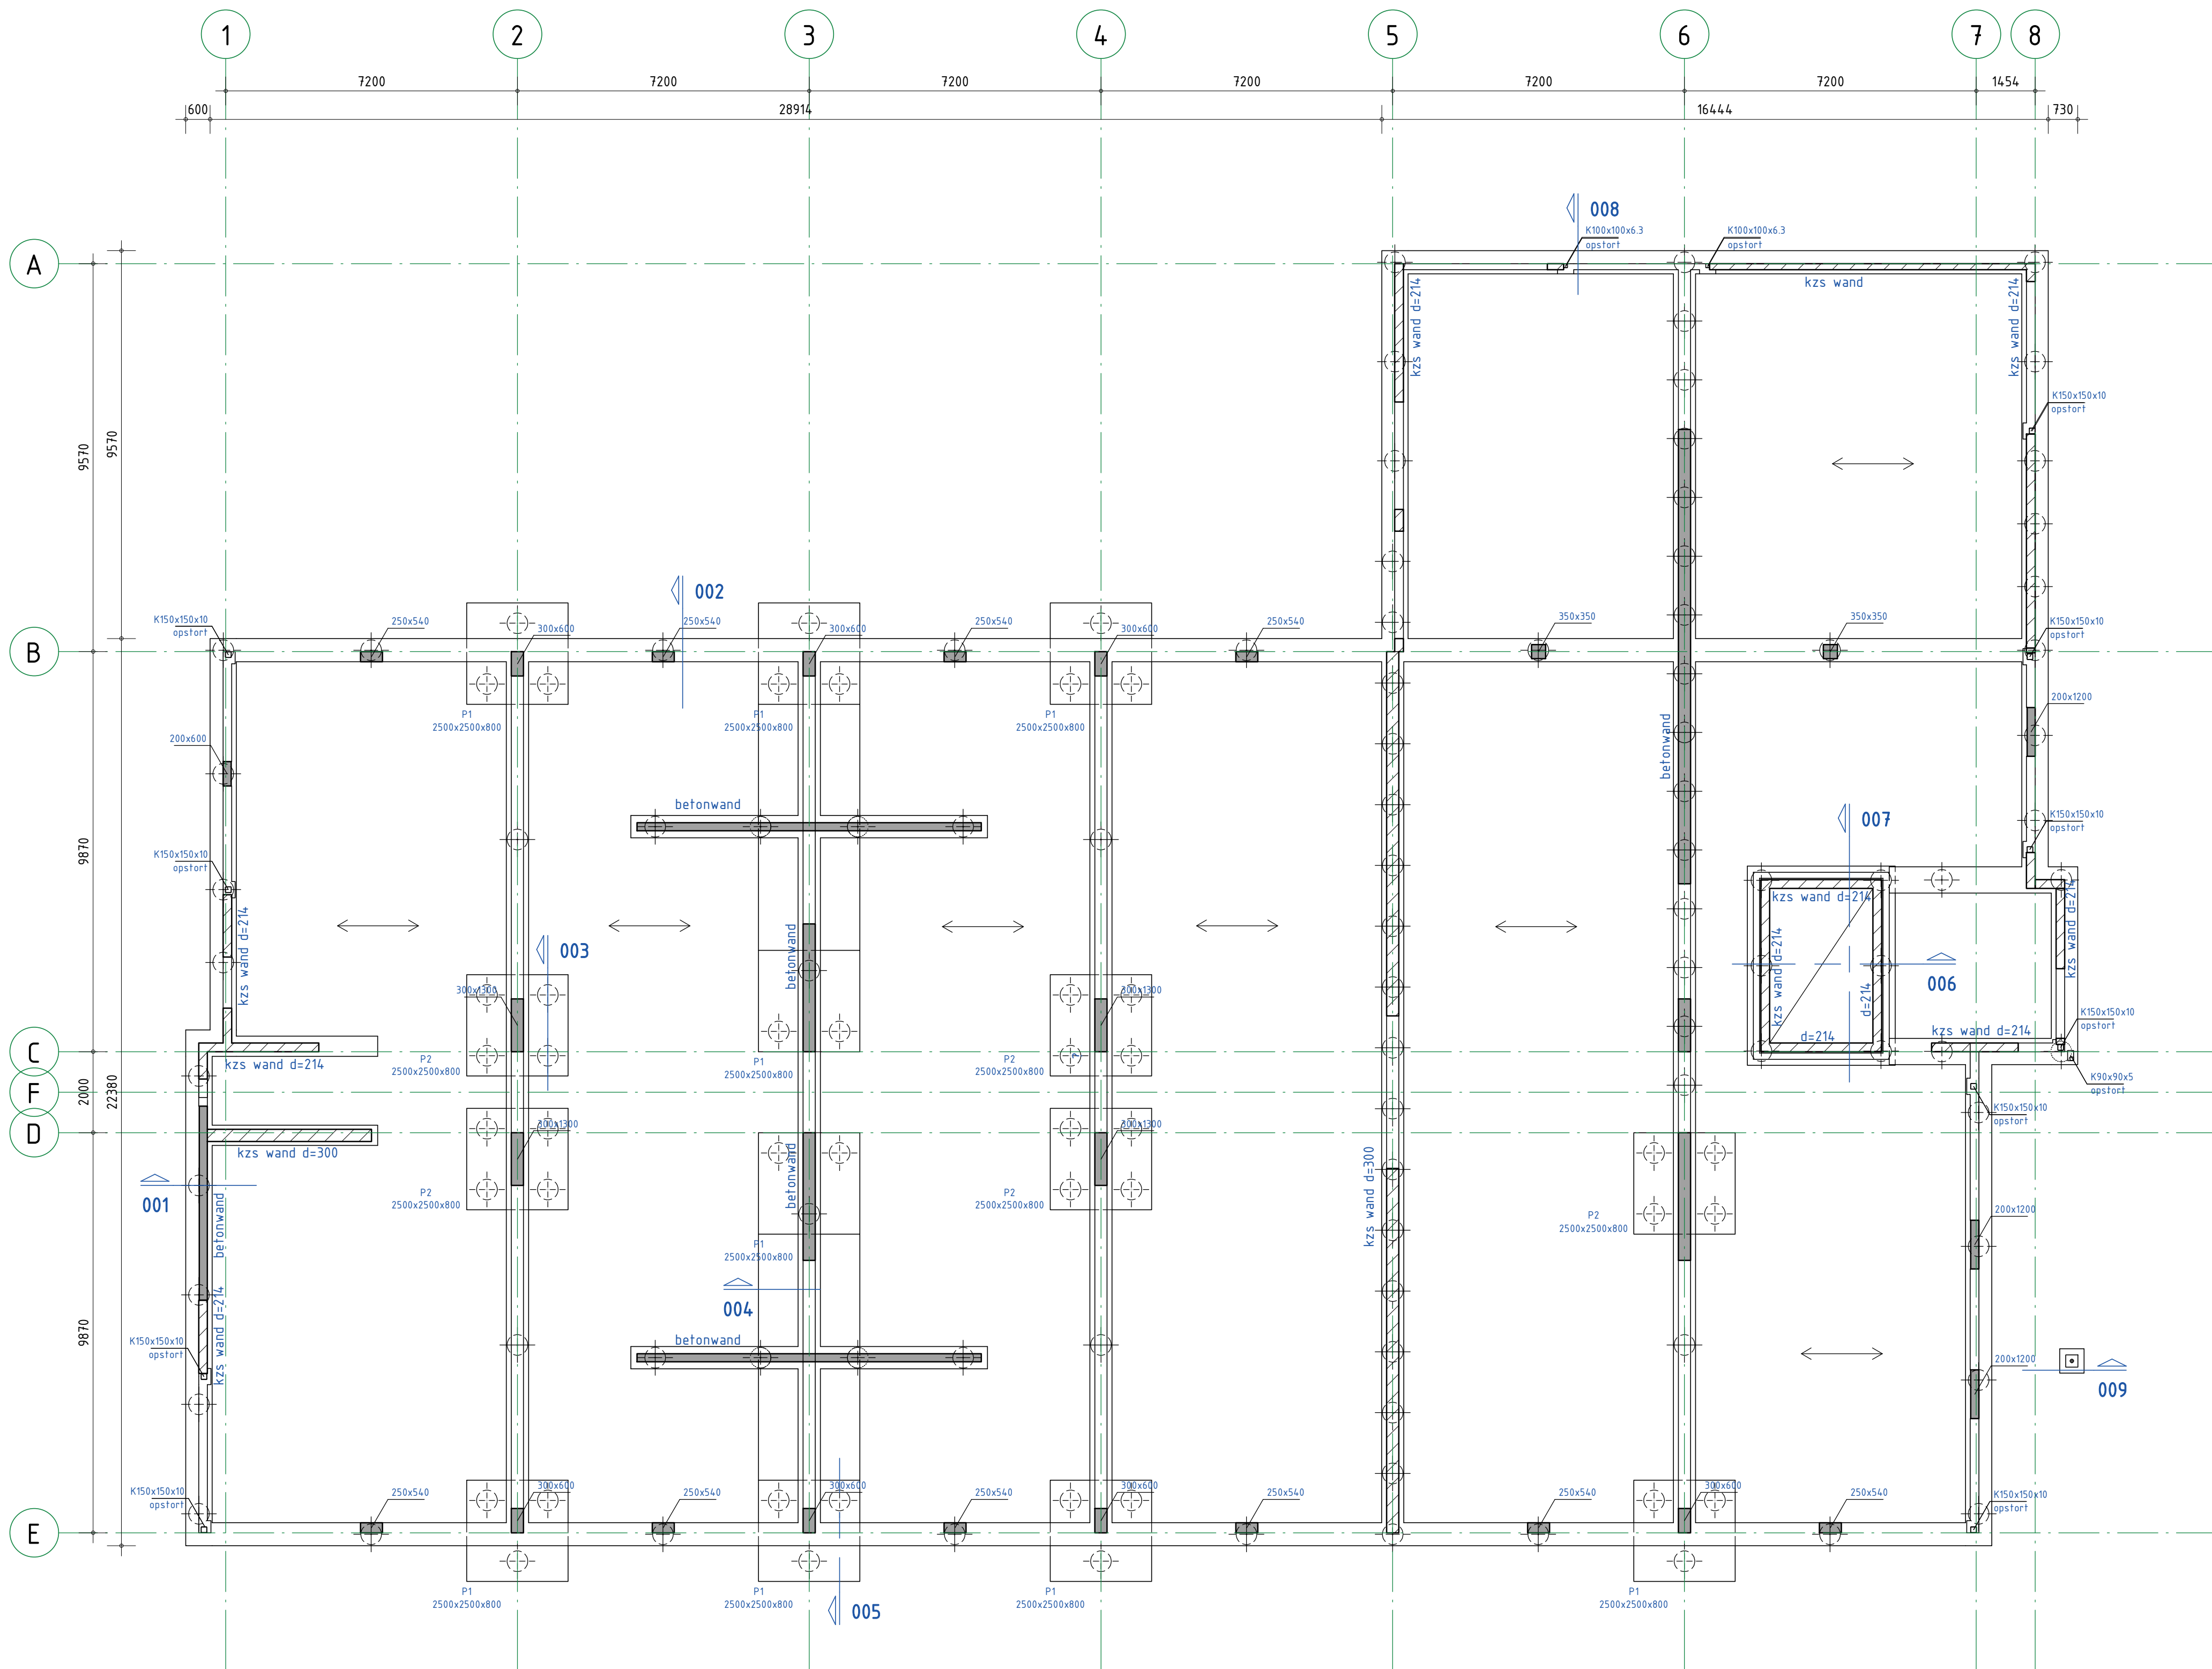 1 2 3 4 5 6 7 8
7200 7200 7200 7200 7200 7200 1454
600 28914 16444 730
008
K100x100x6.3
opstort
K100x100x6.3
opstort
A
kzs wand
kzs wand d=214
kzs wand d=214
K150x150x10
opstort
9570
9570
002
K150x150x10
opstort
250x540
300x600
250x540
300x600
250x540
300x600
250x540
350x350
350x350
K150x150x10
opstort
B
200x1200
P1
2500x2500x800
P1
2500x2500x800
P1
2500x2500x800
200x600
betonwand
betonwand
007
K150x150x10
opstort
9870
K150x150x10
opstort
kzs wand d=214
kzs wand d=214
kzs wand d=214
kzs wand d=214
003
betonwand
006
300x1300
300x1300
d=214
K150x150x10
opstort
kzs wand d=214
d=214
C
kzs wand d=214
P2
2500x2500x800
P1
2500x2500x800
P2
2500x2500x800
K90x90x5
opstort
F
2000
22380
K150x150x10
opstort
D
300x1300
300x1300
kzs wand d=300
betonwand
kzs wand d=300
001
betonwand
P2
2500x2500x800
P2
2500x2500x800
P2
2500x2500x800
200x1200
P1
2500x2500x800
004
kzs wand d=214
9870
K150x150x10
opstort
betonwand
200x1200
009
K150x150x10
opstort
250x540
300x600
250x540
300x600
250x540
300x600
250x540
250x540
300x600
250x540
K150x150x10
opstort
E
P1
2500x2500x800
P1
2500x2500x800
P1
2500x2500x800
P1
2500x2500x800
005